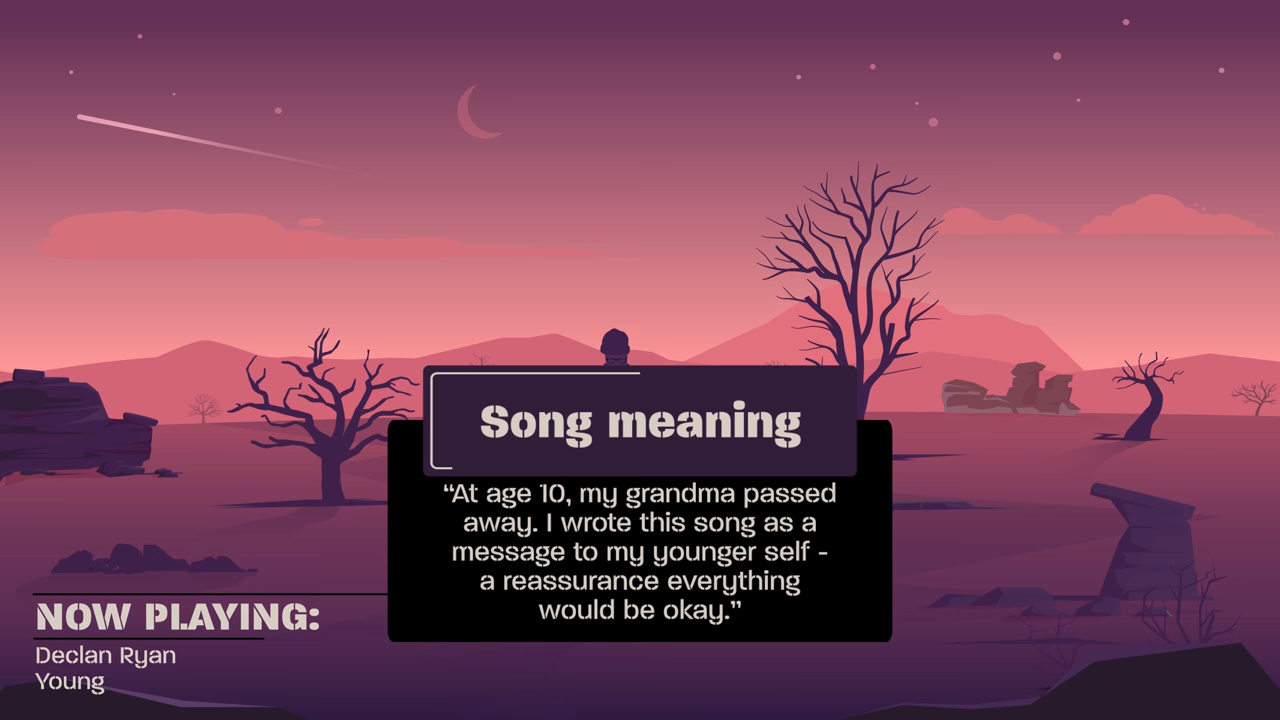 Song meaning
“At age 10, my grandma passed
away. I wrote this song as a
message to my younger self -
a reassurance everything
would be okay.”
NOW PLAYING:
Declan Ryan
Young